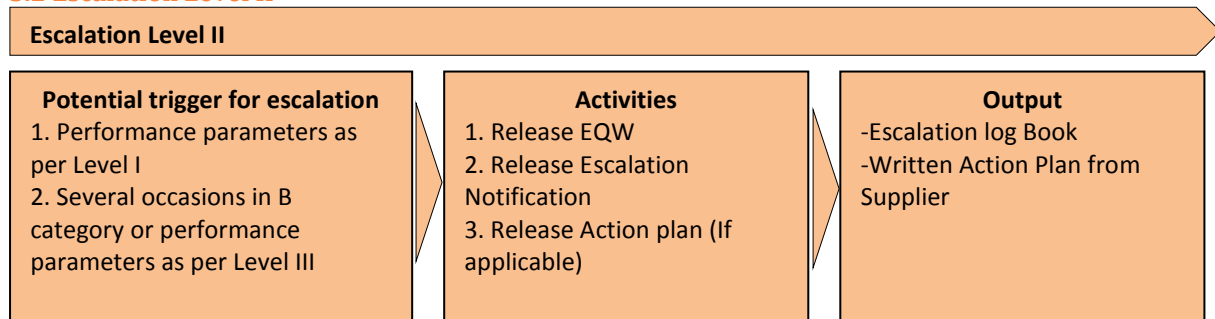 Escalation Level II
Potential trigger for escalation
1. Performance parameters as
per Level I
2. Several occasions in B
category or performance
parameters as per Level III
Activities
1. Release EQW
2. Release Escalation
Notification
3. Release Action plan (If
applicable)
Output
-Escalation log Book
-Written Action Plan from
Supplier